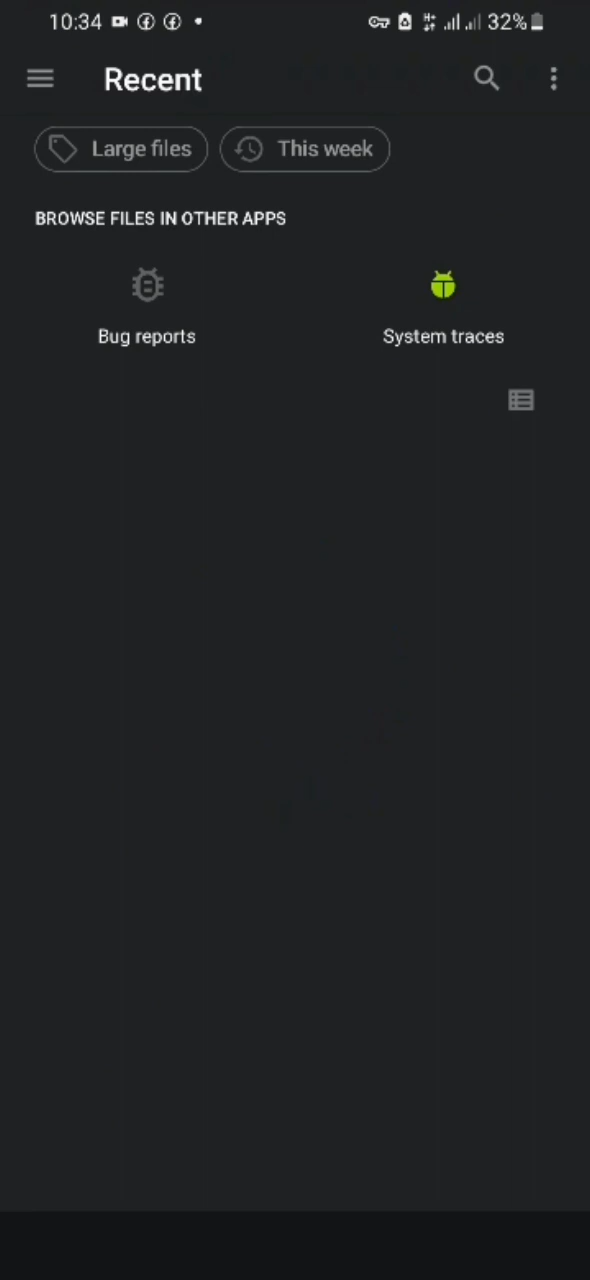 10:34 32%
Recent
Large files This week
BROWSE FILES IN OTHER APPS
Bug reports System traces